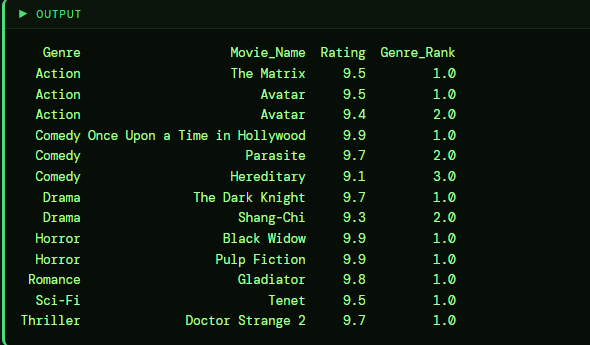 ▶ OUTPUT
Genre Movie_Name Rating Genre_Rank
Action The Matrix 9.5 1.0
Action Avatar 9.5 1.0
Action Avatar 9.4 2.0
Comedy Once Upon a Time in Hollywood 9.9 1.0
Comedy Parasite 9.7 2.0
Comedy Hereditary 9.1 3.0
Drama The Dark Knight 9.7 1.0
Drama Shang-Chi 9.3 2.0
Horror Black Widow 9.9 1.0
Horror Pulp Fiction 9.9 1.0
Romance Gladiator 9.8 1.0
Sci-Fi Tenet 9.5 1.0
Thriller Doctor Strange 2 9.7 1.0